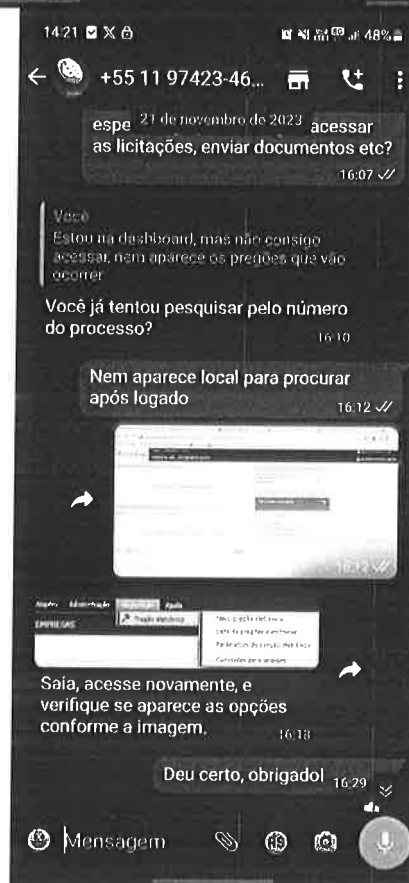 14:21
48%
+55 11 97423-46...
21 de novembro de 2023
espe acessar
as licitações, enviar documentos etc?
16:07
Você
Estou na dashboard, mas não consigo
acessar, nem aparece os pregões que vão
ocorrer
Você já tentou pesquisar pelo número
do processo?
16:10
Nem aparece local para procurar
após logado
16:12
16:12
Pregão Eletrônico
EMPRESAS
Saia, acesse novamente, e
verifique se aparece as opções
conforme a imagem.
16:18
Deu certo, obrigado!
16:29
Mensagem